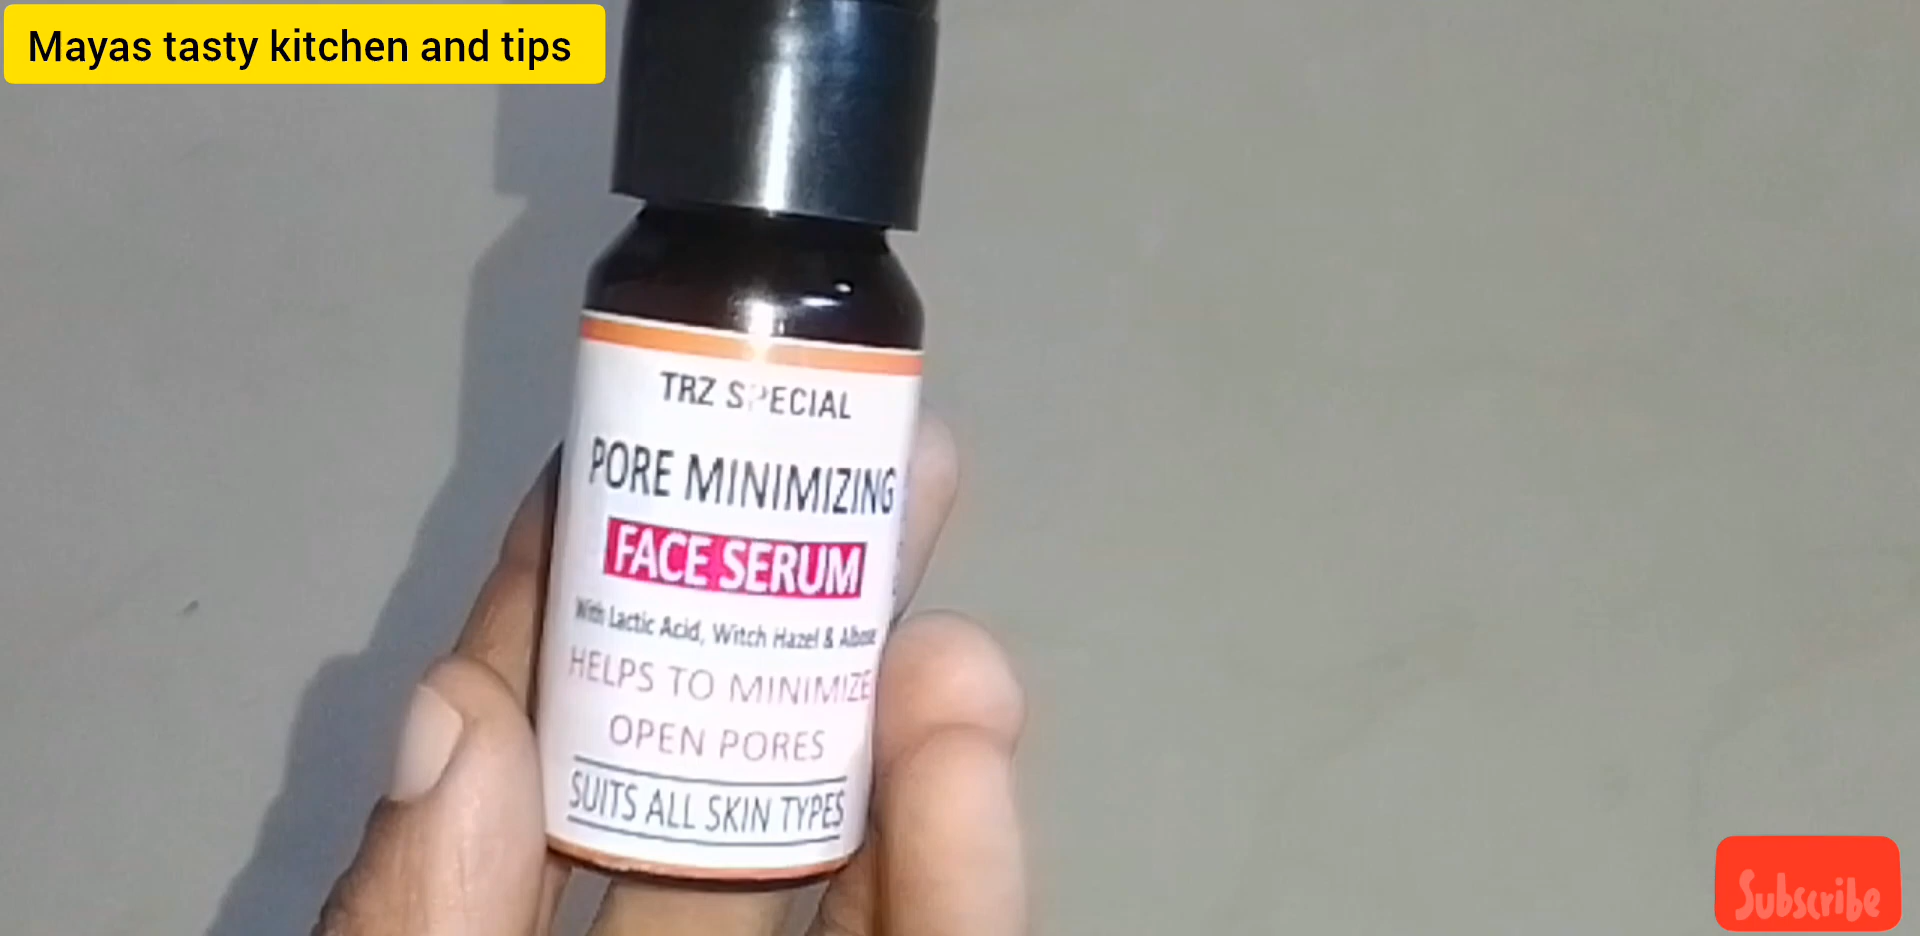 Mayas tasty kitchen and tips
TRZ SPECIAL
PORE MINIMIZING
FACE SERUM
With Lactic Acid, Witch Hazel &
HELPS TO MINIMIZE
OPEN PORES
SUITS ALL SKIN TYPES
Subscribe